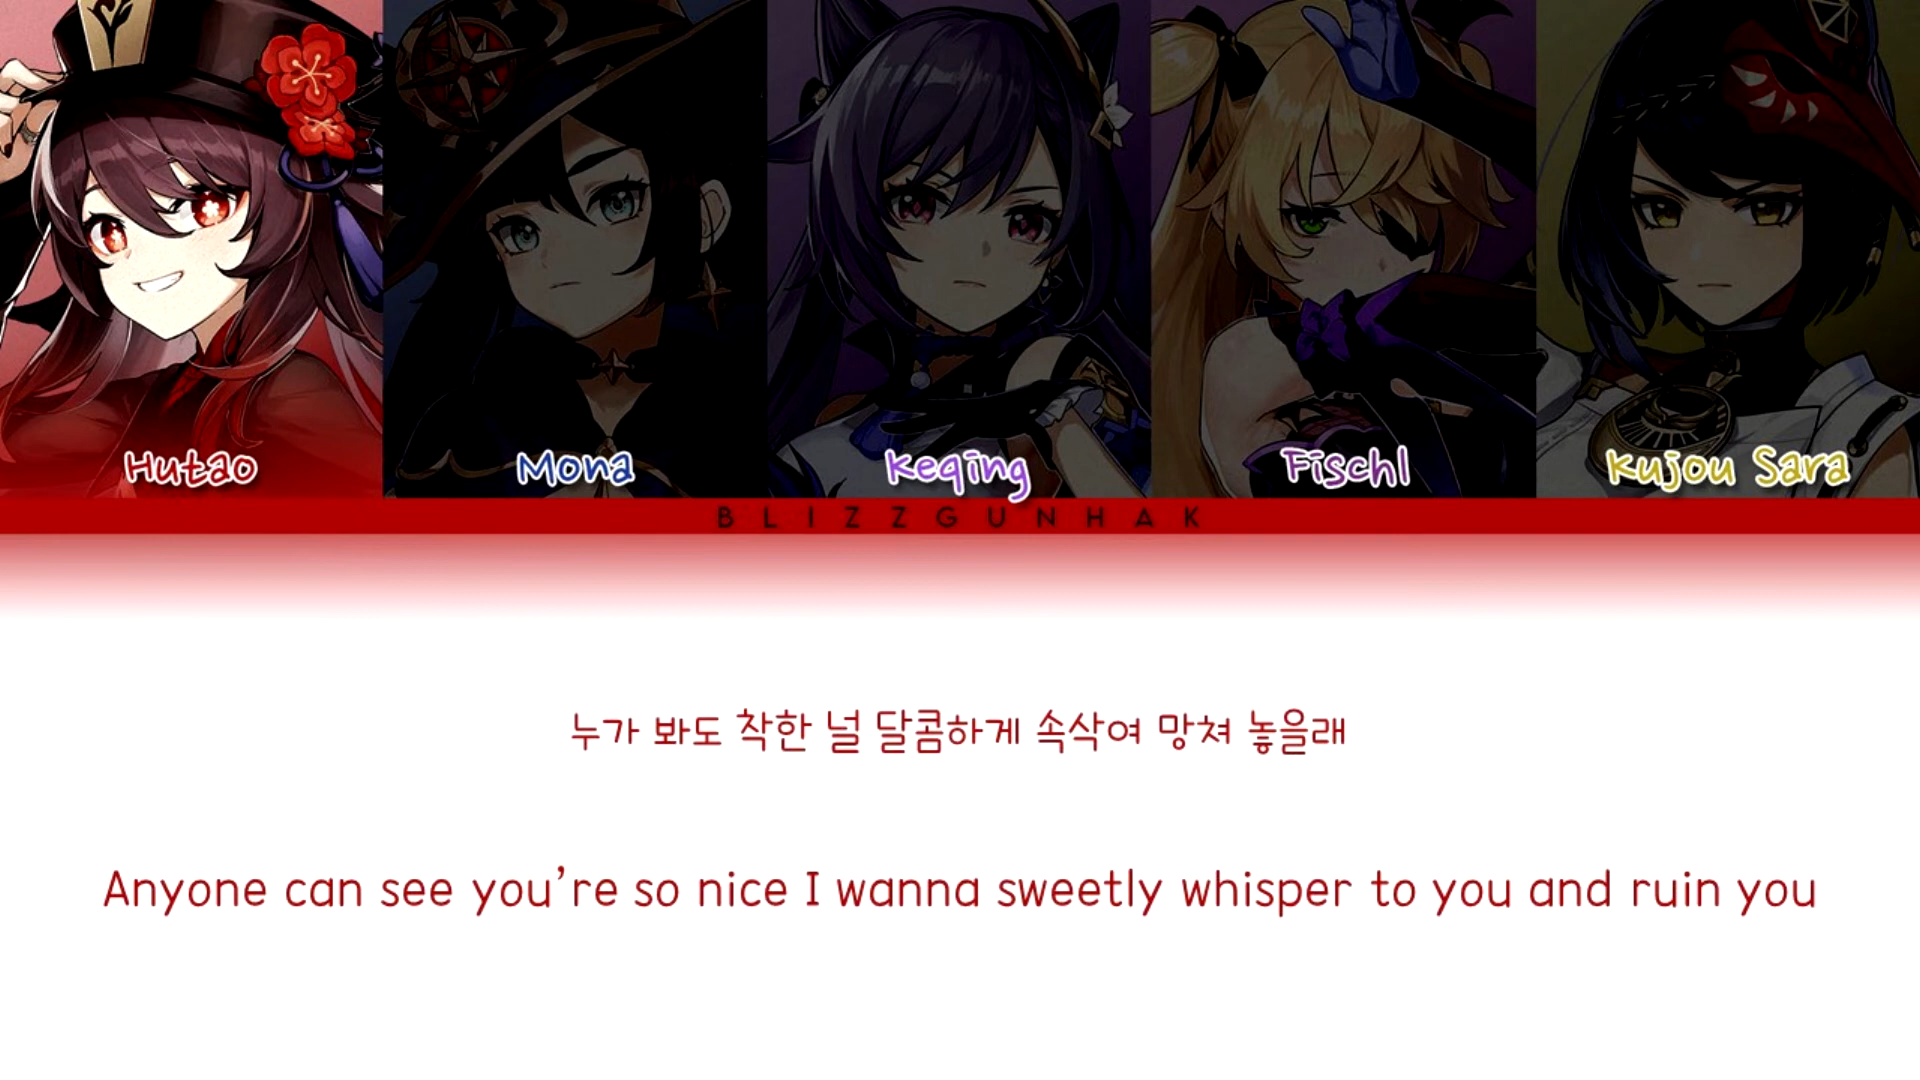 Hutao Mona Keqing Fischl Kujou Sara
BLIZZGUNHAK
누가 봐도 착한 널 달콤하게 속삭여 망쳐 놓을래
Anyone can see you're so nice I wanna sweetly whisper to you and ruin you